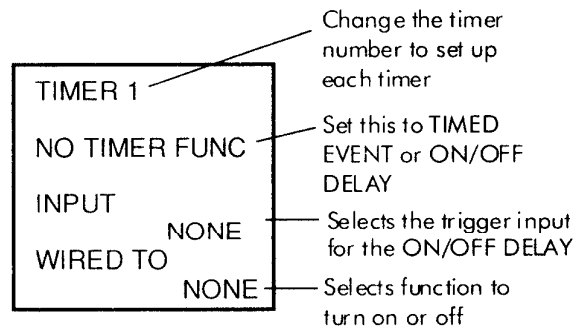 Change the timer
number to set up
each timer
TIMER 1
NO TIMER FUNC
Set this to TIMED
EVENT or ON/OFF
DELAY
INPUT
NONE
Selects the trigger input
for the ON/OFF DELAY
WIRED TO
NONE
Selects function to
turn on or off